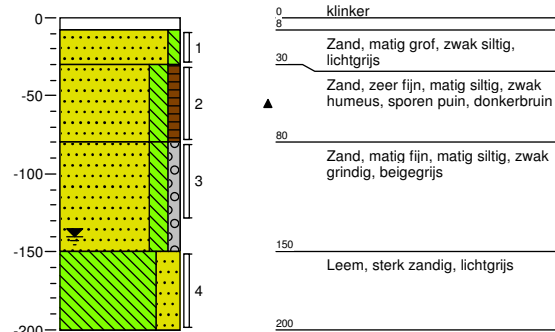 0
-50
-100
-150
-200
1
2
3
4
0
klinker
8
Zand, matig grof, zwak siltig,
lichtgrijs
30
Zand, zeer fijn, matig siltig, zwak
humeus, sporen puin, donkerbruin
80
Zand, matig fijn, matig siltig, zwak
grindig, beigegrijs
150
Leem, sterk zandig, lichtgrijs
200